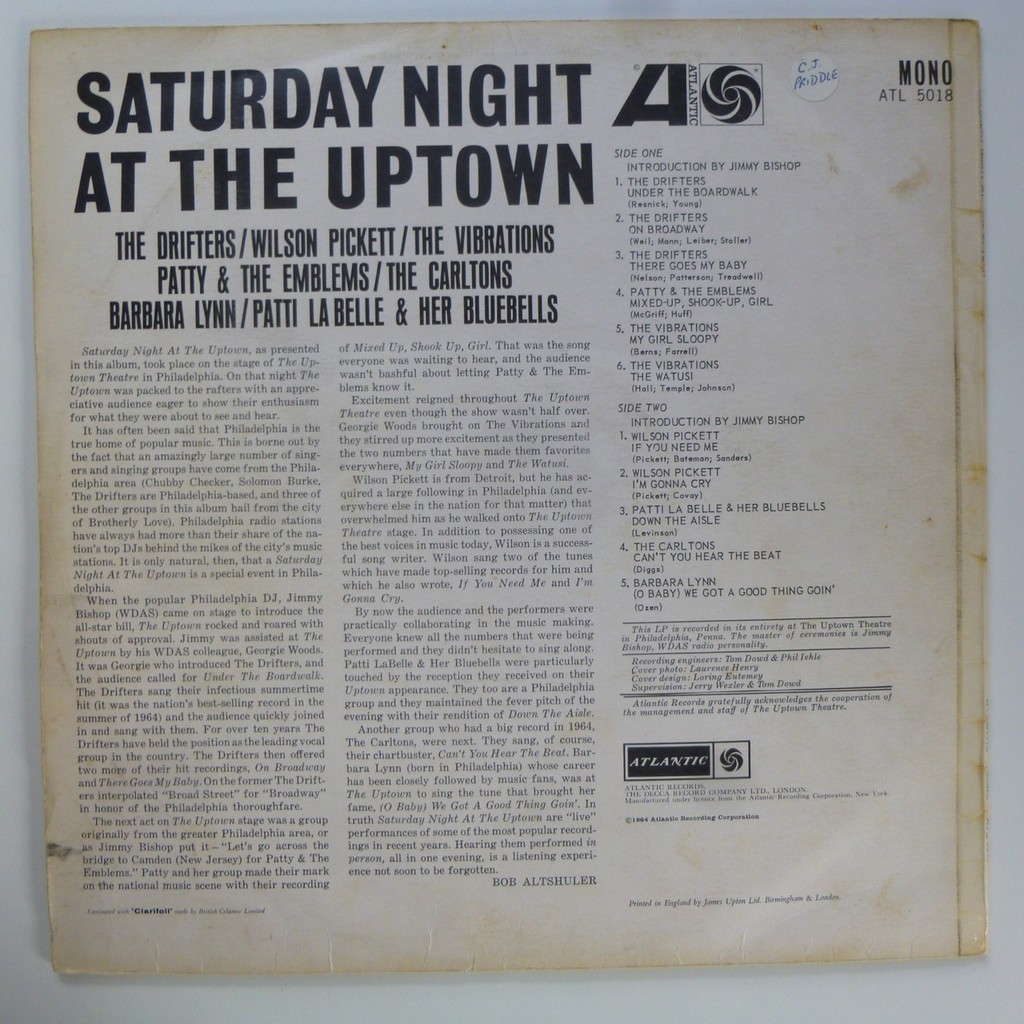 SATURDAY NIGHT
AT THE UPTOWN
THE DRIFTERS/WILSON PICKETT/THE VIBRATIONS
PATTY & THE EMBLEMS/THE CARLTONS
BARBARA LYNN/PATTI LA BELLE & HER BLUEBELLS
Saturday Night At The Uptown, as presented
in this album, took place on the stage of The Up-
town Theatre in Philadelphia. On that night The
Uptown was packed to the rafters with an appre-
ciative audience eager to show their enthusiasm
for what they were about to see and hear.
It has often been said that Philadelphia is the
true home of popular music. This is borne out by
the fact that an amazingly large number of sing-
ers and singing groups have come from the Phila-
delphia area (Chubby Checker, Solomon Burke,
The Drifters are Philadelphia-based, and three of
the other groups in this album hail from the city
of Brotherly Love). Philadelphia radio stations
have always had more than their share of the na-
tion's top DJs behind the mikes of the city's music
stations. It is only natural, then, that a Saturday
Night At The Uptown is a special event in Phila-
delphia.
When the popular Philadelphia DJ, Jimmy
Bishop (WDAS) came on stage to introduce the
all-star bill, The Uptown rocked and roared with
shouts of approval. Jimmy was assisted at The
Uptown by his WDAS colleague, Georgie Woods.
It was Georgie who introduced The Drifters, and
the audience called for Under The Boardwalk.
The Drifters sang their infectious summertime
hit (it was the nation's best-selling record in the
summer of 1964) and the audience quickly joined
in and sang with them. For over ten years The
Drifters have held the position as the leading vocal
group in the country. The Drifters then offered
two more of their hit recordings, On Broadway
and There Goes My Baby. On the former The Drift-
ers interpolated "Broad Street" for "Broadway"
in honor of the Philadelphia thoroughfare.
The next act on The Uptown stage was a group
originally from the greater Philadelphia area, or
as Jimmy Bishop put it—"Let's go across the
bridge to Camden (New Jersey) for Patty & The
Emblems." Patty and her group made their mark
on the national music scene with their recording
of Mixed Up, Shook Up, Girl. That was the song
everyone was waiting to hear, and the audience
wasn't bashful about letting Patty & The Em-
blems know it.
Excitement reigned throughout The Uptown
Theatre even though the show wasn't half over.
Georgie Woods brought on The Vibrations and
they stirred up more excitement as they presented
the two numbers that have made them favorites
everywhere, My Girl Sloopy and The Watusi.
Wilson Pickett is from Detroit, but he has ac-
quired a large following in Philadelphia (and ev-
erywhere else in the nation for that matter) that
overwhelmed him as he walked onto The Uptown
Theatre stage. In addition to possessing one of
the best voices in music today, Wilson is a success-
ful song writer. Wilson sang two of the tunes
which have made top-selling records for him and
which he also wrote, If You Need Me and I'm
Gonna Cry.
By now the audience and the performers were
practically collaborating in the music making.
Everyone knew all the numbers that were being
performed and they didn't hesitate to sing along.
Patti LaBelle & Her Bluebells were particularly
touched by the reception they received on their
Uptown appearance. They too are a Philadelphia
group and they maintained the fever pitch of the
evening with their rendition of Down The Aisle.
Another group who had a big record in 1964,
The Carltons, were next. They sang, of course,
their chartbuster, Can't You Hear The Beat. Bar-
bara Lynn (born in Philadelphia) whose career
has been closely followed by music fans, was at
The Uptown to sing the tune that brought her
fame, (O Baby) We Got A Good Thing Goin'. In
truth Saturday Night At The Uptown are "live"
performances of some of the most popular record-
ings in recent years. Hearing them performed in
person, all in one evening, is a listening experi-
ence not soon to be forgotten.
BOB ALTSHULER
Laminated with 'Clarifoil' made by British Celanese Limited
ATLANTIC
C.J
PRIDDLE
MONO
ATL 5018
SIDE ONE
INTRODUCTION BY JIMMY BISHOP
1. THE DRIFTERS
UNDER THE BOARDWALK
(Resnick; Young)
2. THE DRIFTERS
ON BROADWAY
(Weil; Mann; Leiber; Stoller)
3. THE DRIFTERS
THERE GOES MY BABY
(Nelson; Patterson; Treadwell)
4. PATTY & THE EMBLEMS
MIXED-UP, SHOOK-UP, GIRL
(McGriff; Huff)
5. THE VIBRATIONS
MY GIRL SLOOPY
(Berns; Farrell)
6. THE VIBRATIONS
THE WATUSI
(Hall; Temple; Johnson)
SIDE TWO
INTRODUCTION BY JIMMY BISHOP
1. WILSON PICKETT
IF YOU NEED ME
(Pickett; Bateman; Sanders)
2. WILSON PICKETT
I'M GONNA CRY
(Pickett; Covay)
3. PATTI LA BELLE & HER BLUEBELLS
DOWN THE AISLE
(Levinson)
4. THE CARLTONS
CAN'T YOU HEAR THE BEAT
(Diggs)
5. BARBARA LYNN
(O BABY) WE GOT A GOOD THING GOIN'
(Ozen)
This LP is recorded in its entirety at The Uptown Theatre
in Philadelphia, Penna. The master of ceremonies is Jimmy
Bishop, WDAS radio personality.
Recording engineers: Tom Dowd & Phil Iehle
Cover photo: Laurence Henry
Cover design: Loring Eutemey
Supervision: Jerry Wexler & Tom Dowd
Atlantic Records gratefully acknowledges the cooperation of
the management and staff of The Uptown Theatre.
ATLANTIC
ATLANTIC RECORDS,
THE DECCA RECORD COMPANY LTD., LONDON.
Manufactured under licence from the Atlantic Recording Corporation, New York.
©1964 Atlantic Recording Corporation
Printed in England by James Upton Ltd. Birmingham & London.